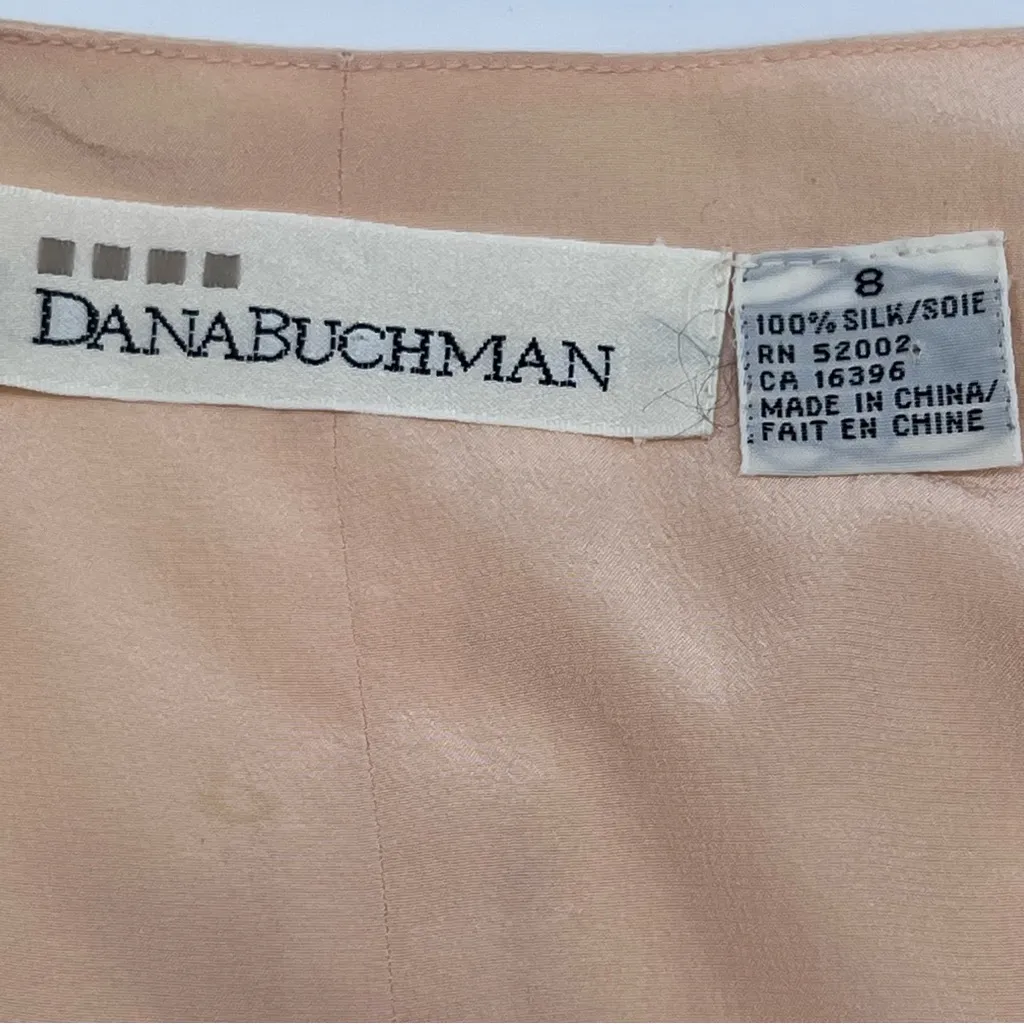 DANABUCHMAN
8
100% SILK/SOIE
RN 52002
CA 16396
MADE IN CHINA/
FAIT EN CHINE